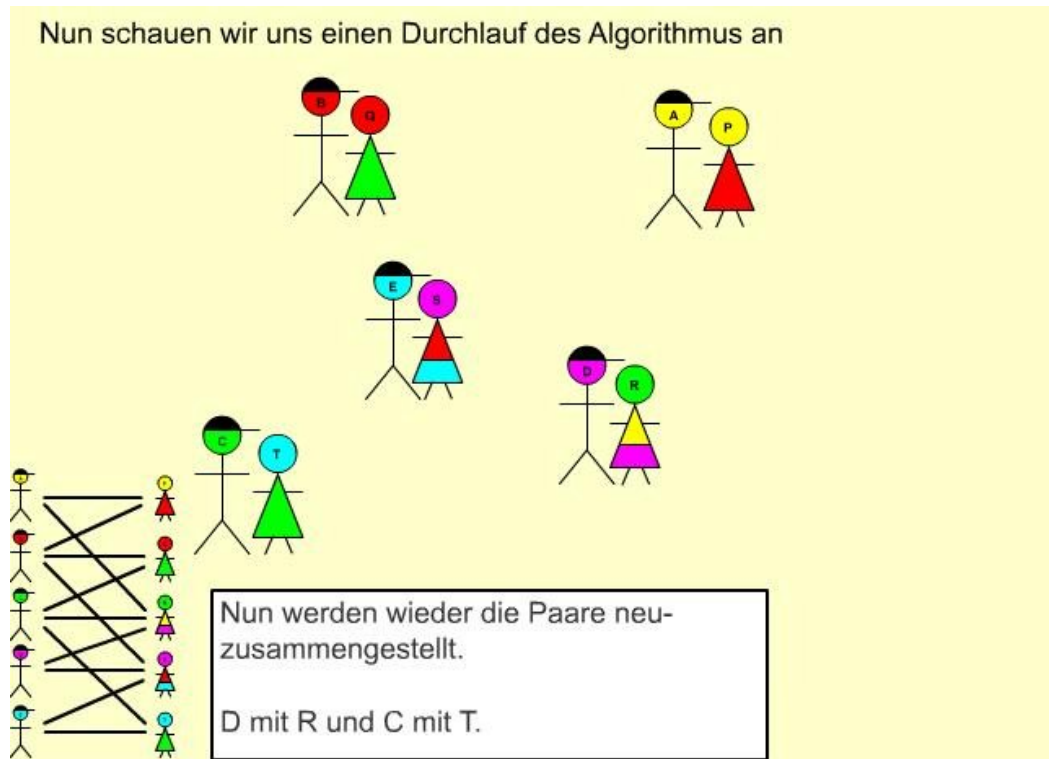 Nun schauen wir uns einen Durchlauf des Algorithmus an
B Q
A P
E S
D R
C T
Nun werden wieder die Paare neu-
zusammengestellt.
D mit R und C mit T.